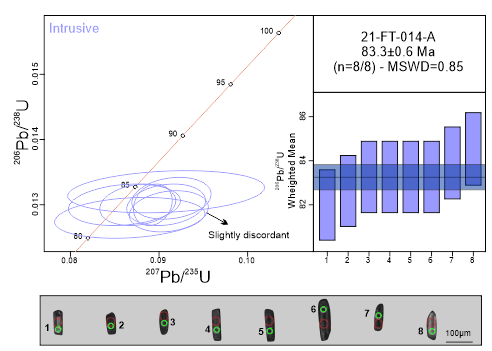 Intrusive
100
95
90
85
80
Slightly discordant
0.015
0.014
0.013
206Pb/238U
0.08
0.09
0.10
207Pb/235U
21-FT-014-A
83.3±0.6 Ma
(n=8/8) - MSWD=0.85
206Pb/238U
Wheighted Mean
86
84
82
1 2 3 4 5 6 7 8
1 2 3 4 5 6 7 8
100µm